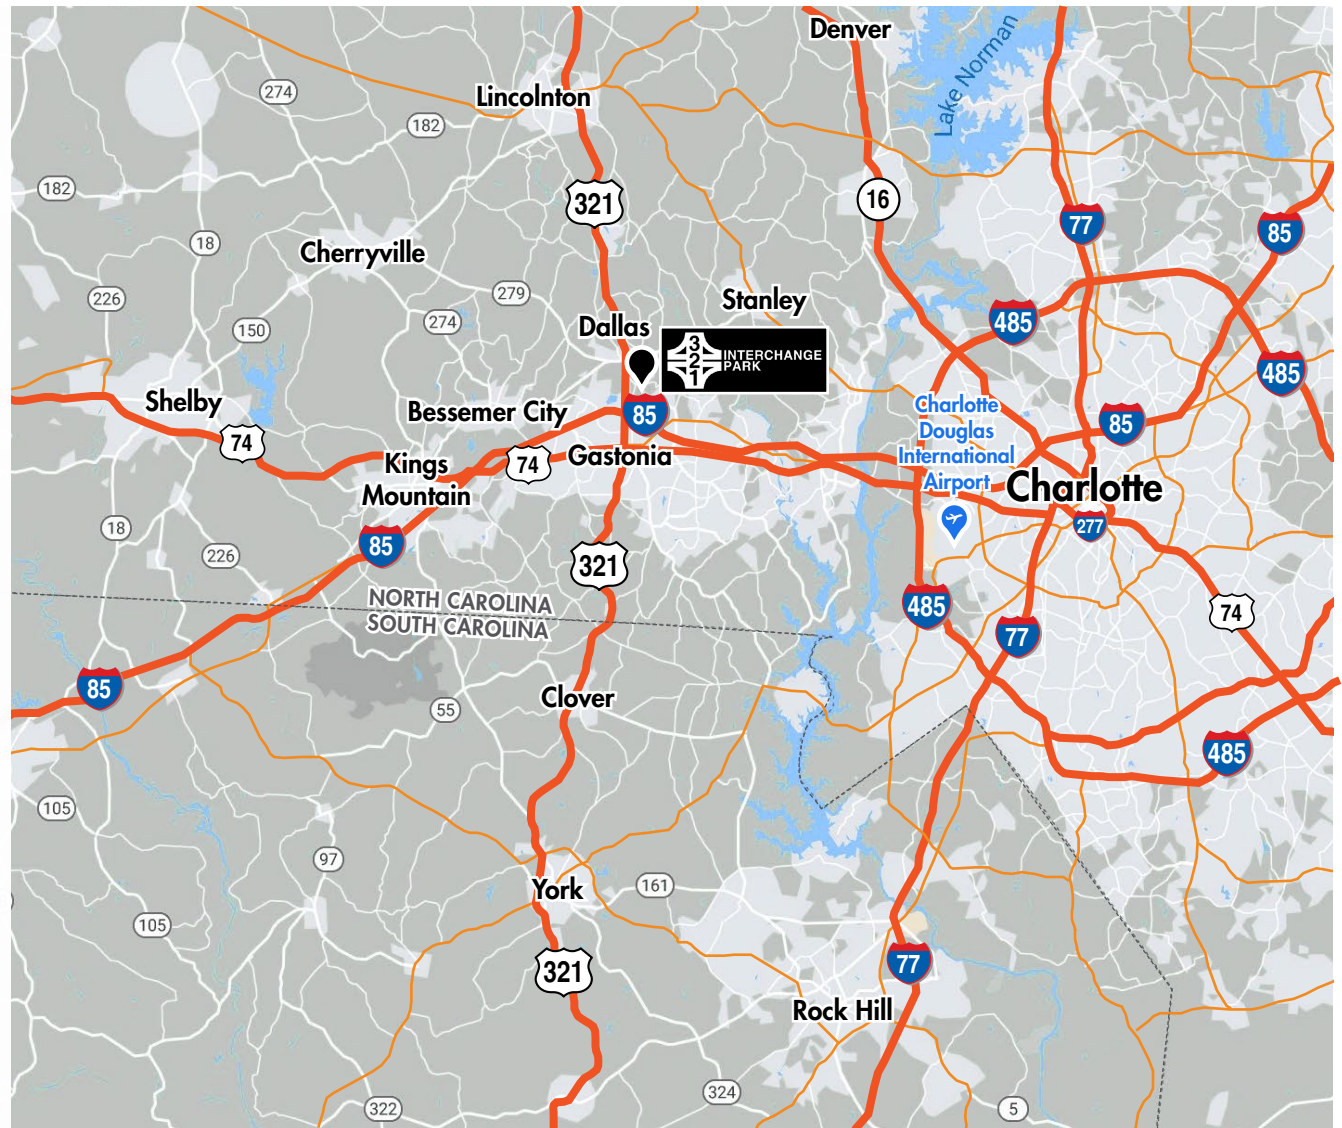 Denver
Lake Norman
274
Lincolnton
182
182
321
16
77
85
18
Cherryville
279
226
Stanley
274
150
Dallas
485
3
2
1
INTERCHANGE
PARK
485
Shelby
Bessemer City
85
Charlotte
Douglas
International
Airport
85
74
Kings
Mountain
74
Gastonia
Charlotte
18
226
85
277
321
NORTH CAROLINA
SOUTH CAROLINA
485
77
74
85
55
Clover
485
105
97
York
161
105
321
77
Rock Hill
324
322
5